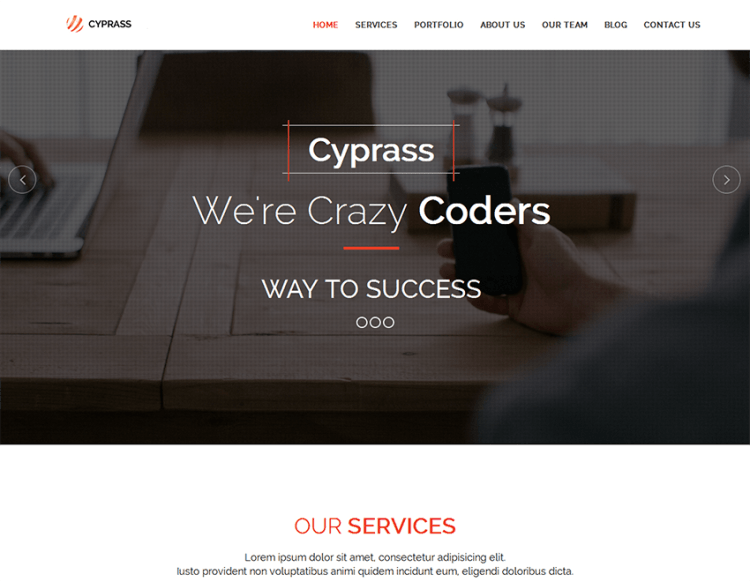 CYPRASS
HOME SERVICES PORTFOLIO ABOUT US OUR TEAM BLOG CONTACT US
Cyprass
We're Crazy Coders
WAY TO SUCCESS
OUR SERVICES
Lorem ipsum dolor sit amet, consectetur adipisicing elit.
Iusto provident non voluptatibus animi quidem incidunt eum, eligendi doloribus dicta.